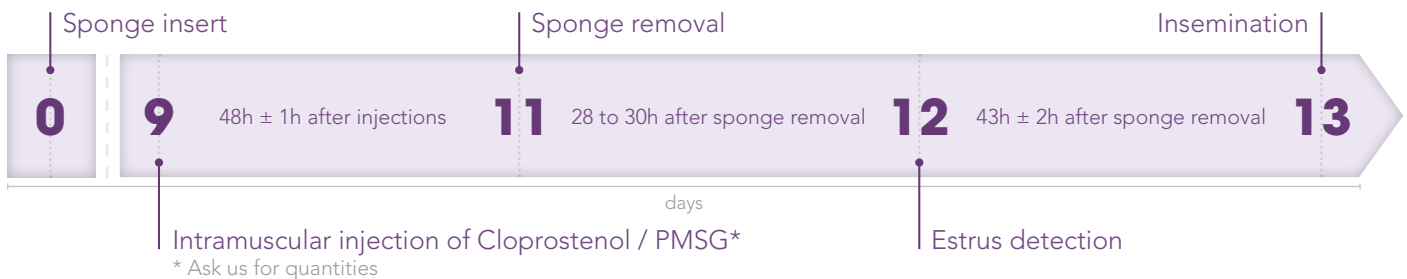 Sponge insert
Sponge removal
Insemination
0
9
48h ± 1h after injections
11
28 to 30h after sponge removal
12
43h ± 2h after sponge removal
13
days
Intramuscular injection of Cloprostenol / PMSG*
* Ask us for quantities
Estrus detection